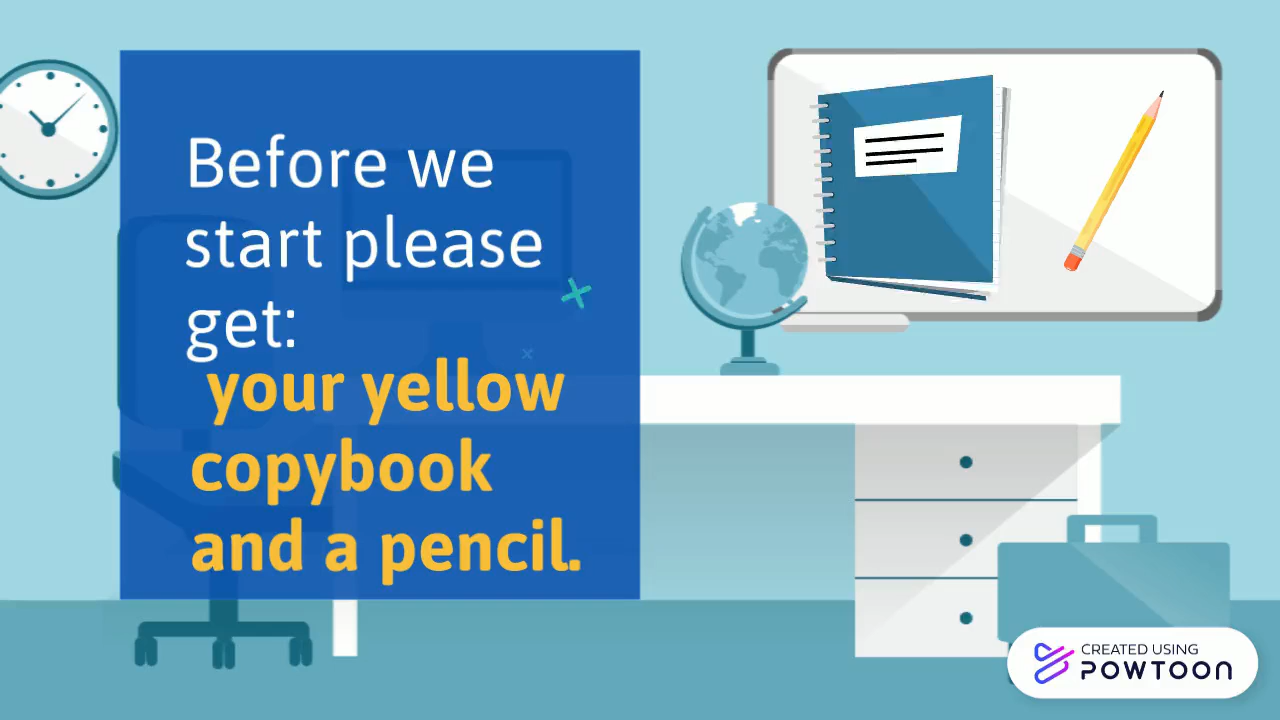 Before we
start please
get:
your yellow
copybook
and a pencil.
CREATED USING
POWTOON